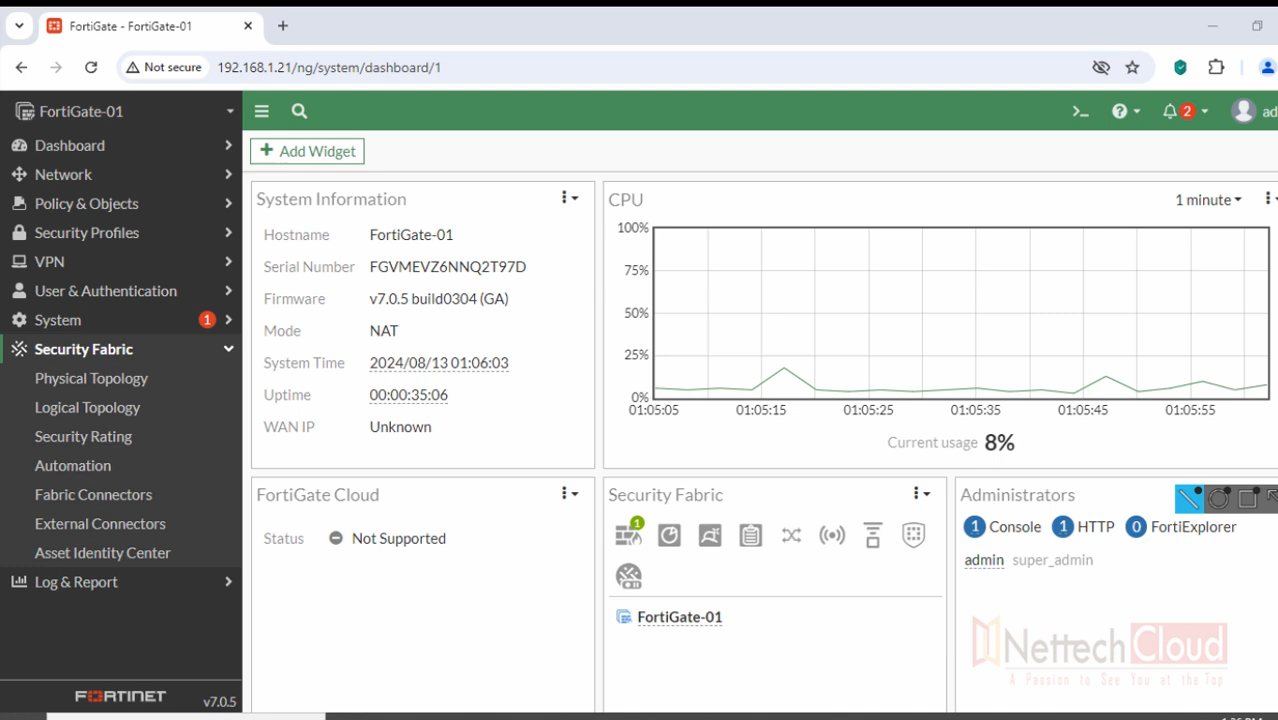 FortiGate - FortiGate-01
Not secure
192.168.1.21/ng/system/dashboard/1
FortiGate-01
2
ad
Dashboard
Network
Policy & Objects
Security Profiles
VPN
User & Authentication
System
1
Security Fabric
Physical Topology
Logical Topology
Security Rating
Automation
Fabric Connectors
External Connectors
Asset Identity Center
Log & Report
FORTINET
v7.0.5
+ Add Widget
System Information
Hostname FortiGate-01
Serial Number FGVMEVZ6NNQ2T97D
Firmware v7.0.5 build0304 (GA)
Mode NAT
System Time 2024/08/13 01:06:03
Uptime 00:00:35:06
WAN IP Unknown
CPU
1 minute
100%
75%
50%
25%
0%
01:05:05 01:05:15 01:05:25 01:05:35 01:05:45 01:05:55
Current usage 8%
FortiGate Cloud
Status Not Supported
Security Fabric
1
FortiGate-01
Administrators
1 Console 1 HTTP 0 FortiExplorer
admin super_admin
NettechCloud
A Passion to See You at the Top